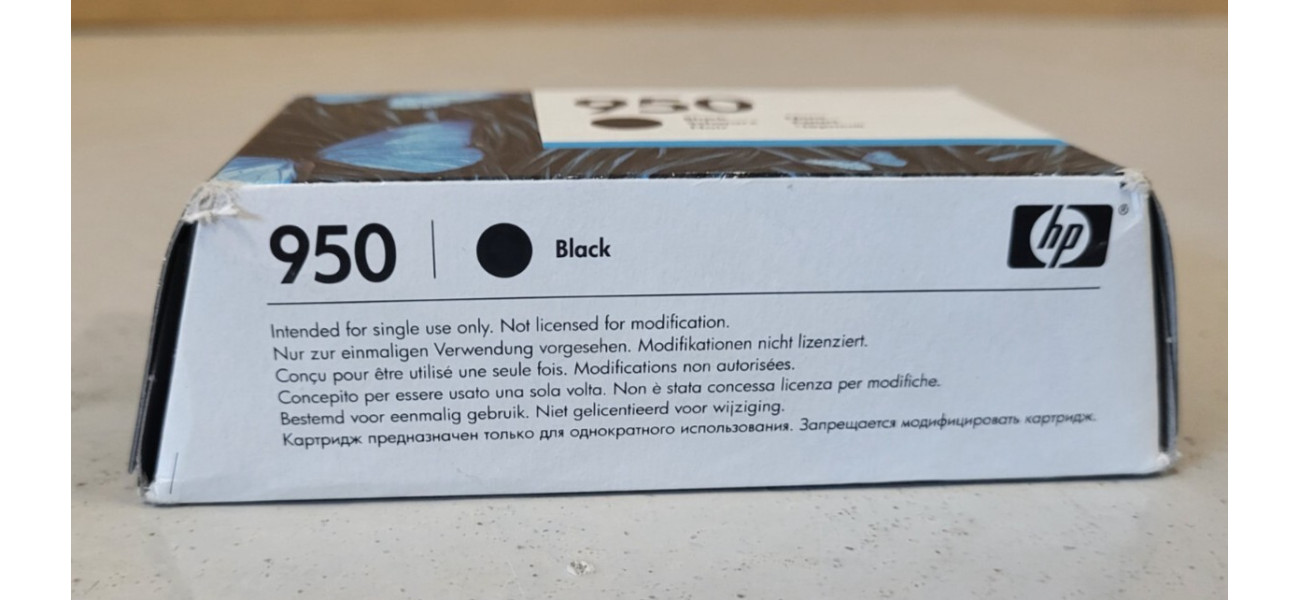 950
950
Black
hp®
Intended for single use only. Not licensed for modification.
Nur zur einmaligen Verwendung vorgesehen. Modifikationen nicht lizenziert.
Conçu pour être utilisé une seule fois. Modifications non autorisées.
Concepito per essere usato una sola volta. Non è stata concessa licenza per modifiche.
Bestemd voor eenmalig gebruik. Niet gelicentieerd voor wijziging.
Картридж предназначен только для однократного использования. Запрещается модифицировать картридж.